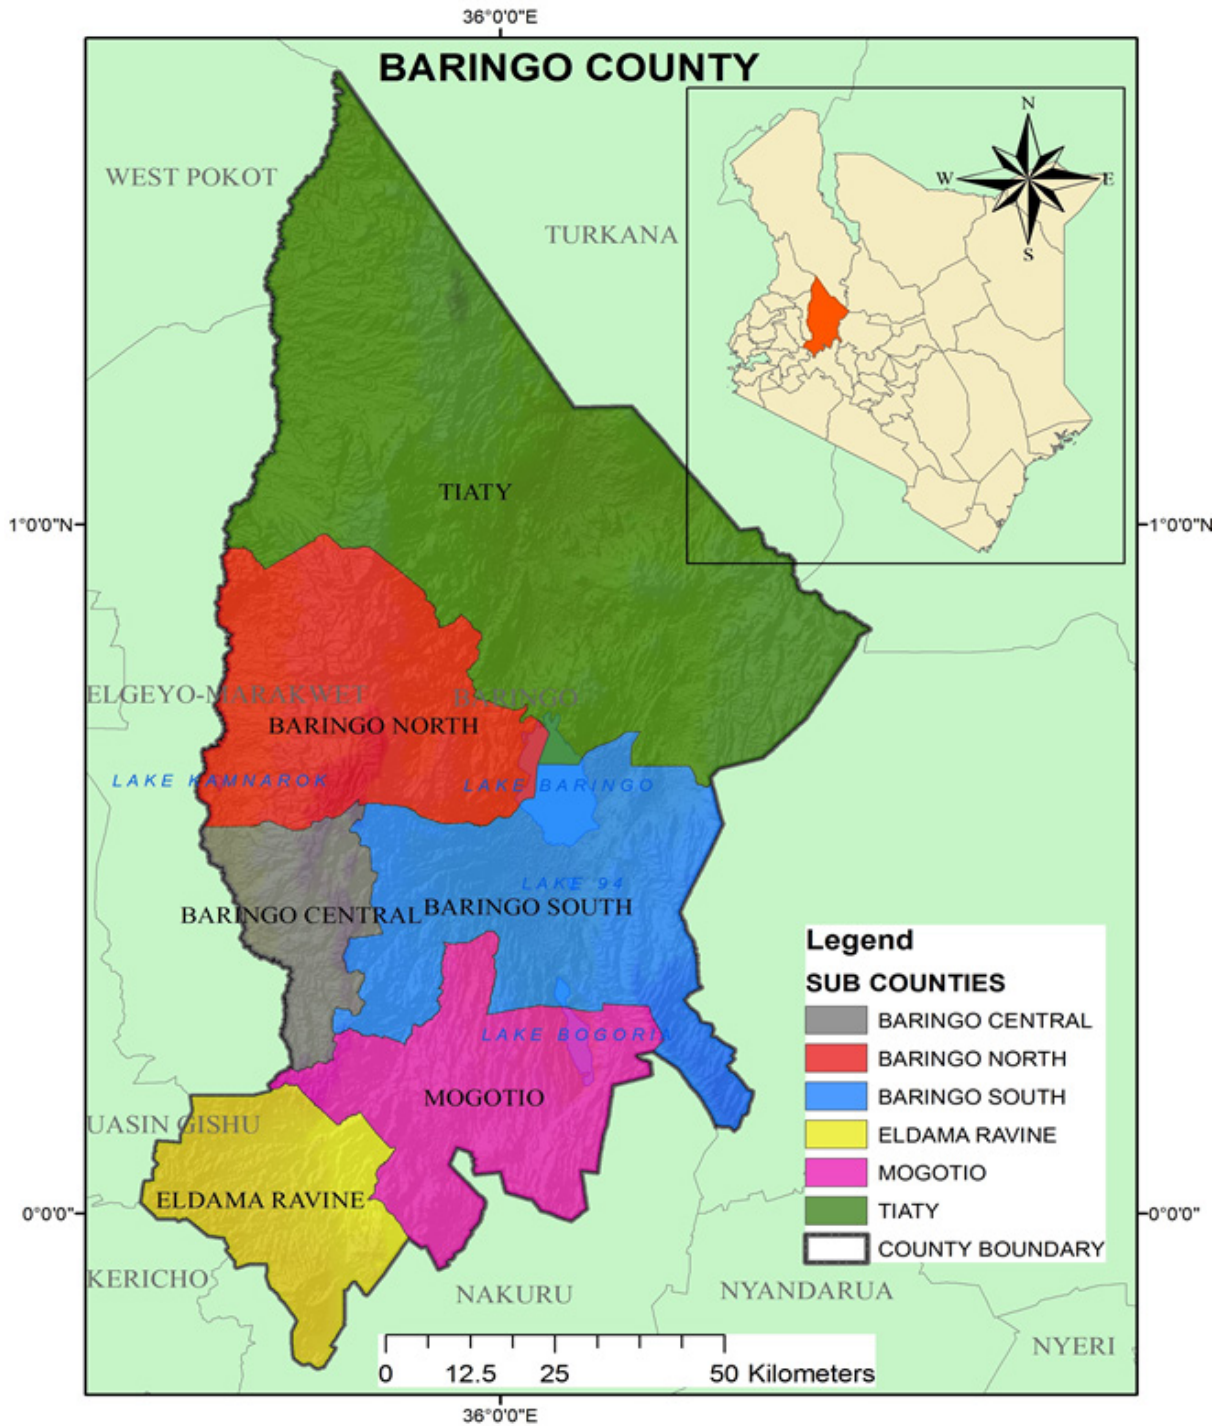 36°0'0"E
BARINGO COUNTY
N
W
E
S
WEST POKOT
TURKANA
TIATY
1°0'0"N
1°0'0"N
ELGEYO-MARAKWET
BARINGO
BARINGO NORTH
LAKE KAMNAROK
LAKE BARINGO
LAKE 94
BARINGO CENTRAL
BARINGO SOUTH
LAKE BOGORIA
MOGOTIO
UASIN GISHU
ELDAMA RAVINE
0°0'0"
0°0'0"
KERICHO
NAKURU
NYANDARUA
NYERI
Legend
SUB COUNTIES
BARINGO CENTRAL
BARINGO NORTH
BARINGO SOUTH
ELDAMA RAVINE
MOGOTIO
TIATY
COUNTY BOUNDARY
0 12.5 25 50 Kilometers
36°0'0"E